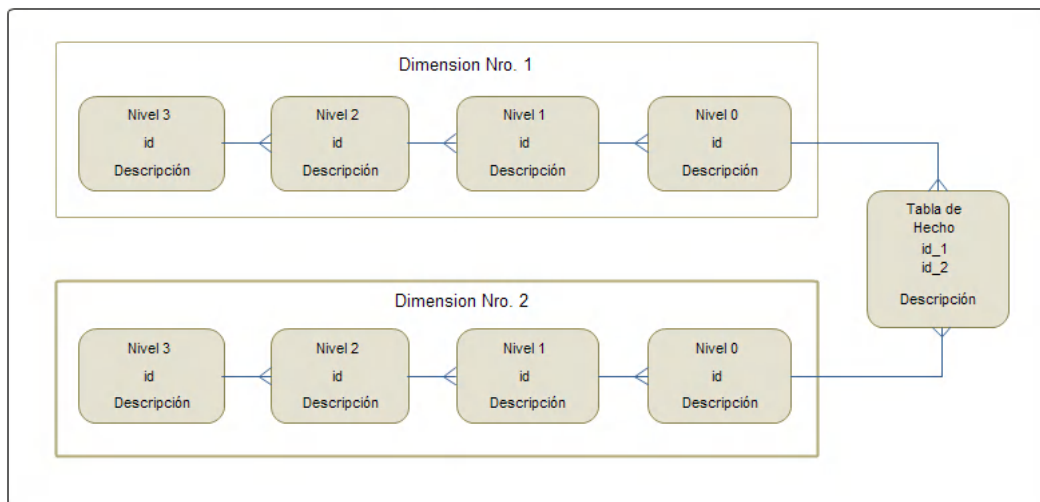 Dimension Nro. 1
Nivel 3
id
Descripción
Nivel 2
id
Descripción
Nivel 1
id
Descripción
Nivel 0
id
Descripción
Tabla de
Hecho
id_1
id_2
Descripción
Dimension Nro. 2
Nivel 3
id
Descripción
Nivel 2
id
Descripción
Nivel 1
id
Descripción
Nivel 0
id
Descripción